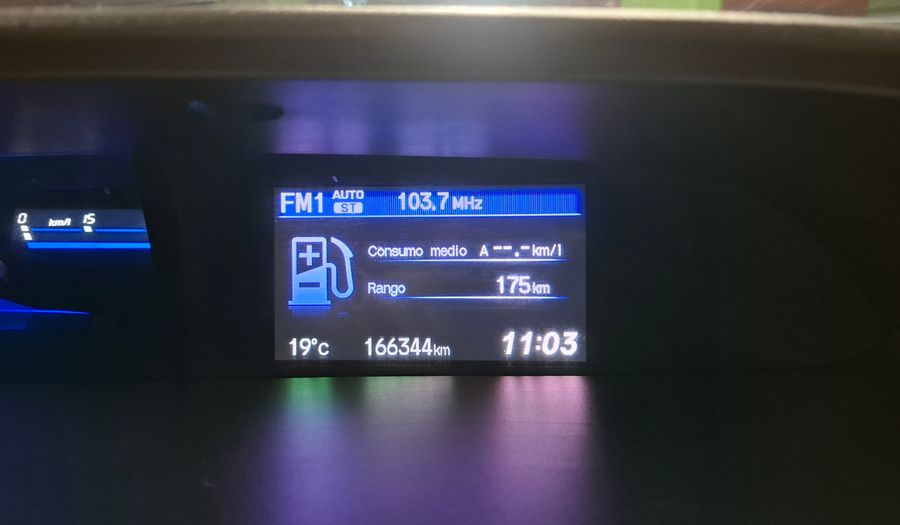 FM1 AUTO ST 103.7 MHz
0 km/l 15
Consumo medio A --.- km/l
Rango 175 km
19°C 166344 km 11:03